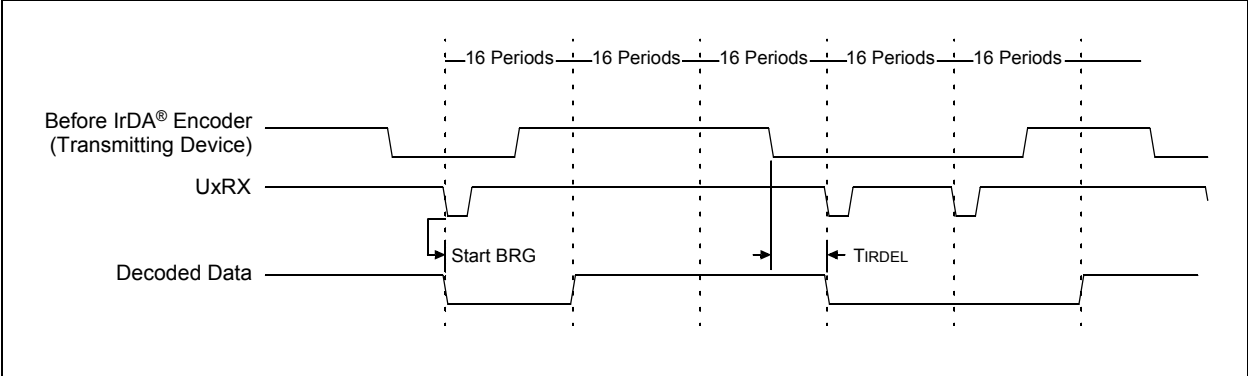 16 Periods 16 Periods 16 Periods 16 Periods 16 Periods
Before IrDA® Encoder
(Transmitting Device)
UxRX
Start BRG
TIRDEL
Decoded Data